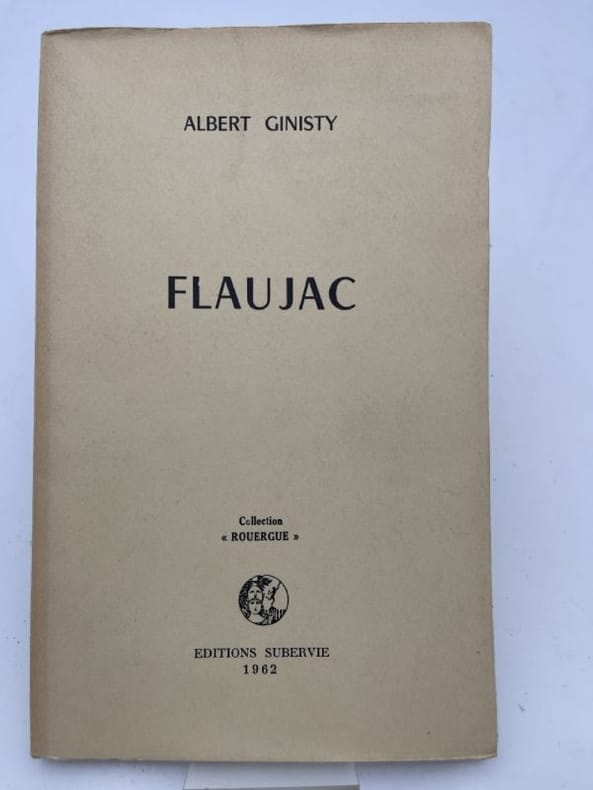 ALBERT GINISTY
FLAUJAC
Collection
« ROUERGUE »
EDITIONS SUBERVIE
1962